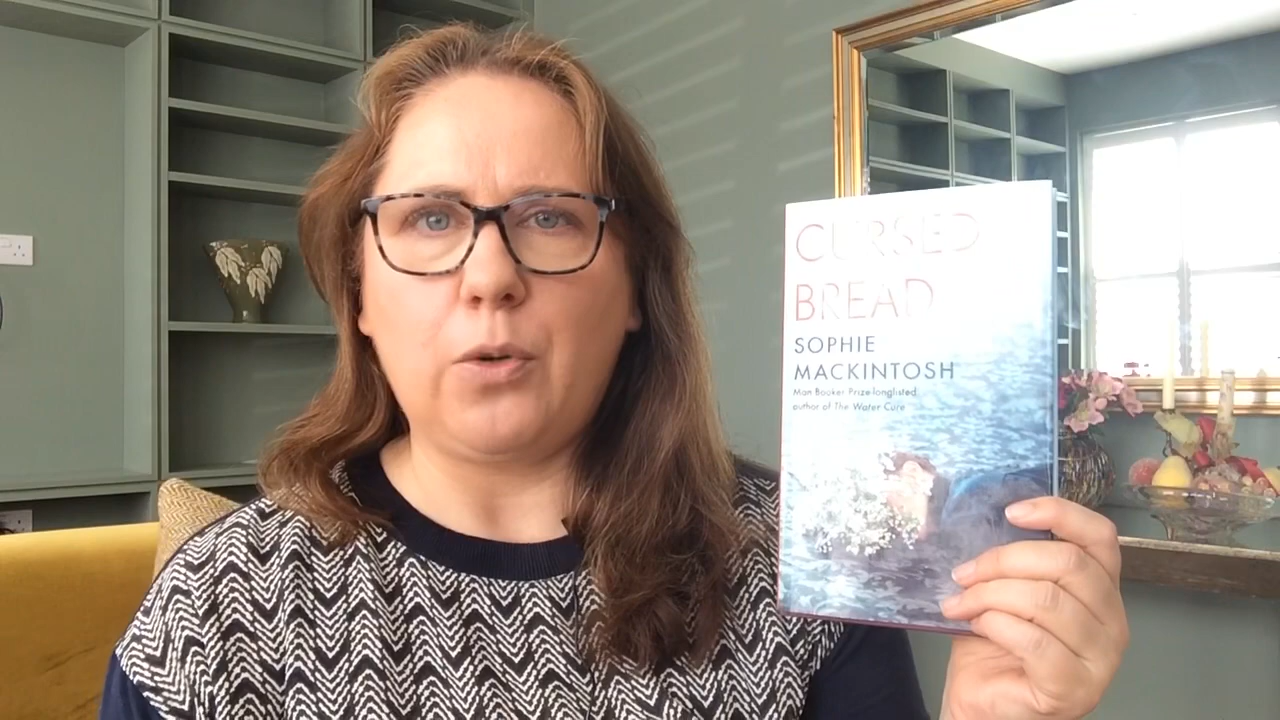 CURSED
BREAD
SOPHIE
MACKINTOSH
Man Booker Prize longlisted
author of The Water Cure